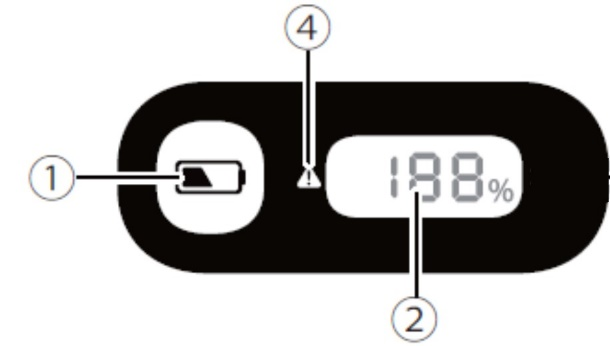 ④
① 188%
②